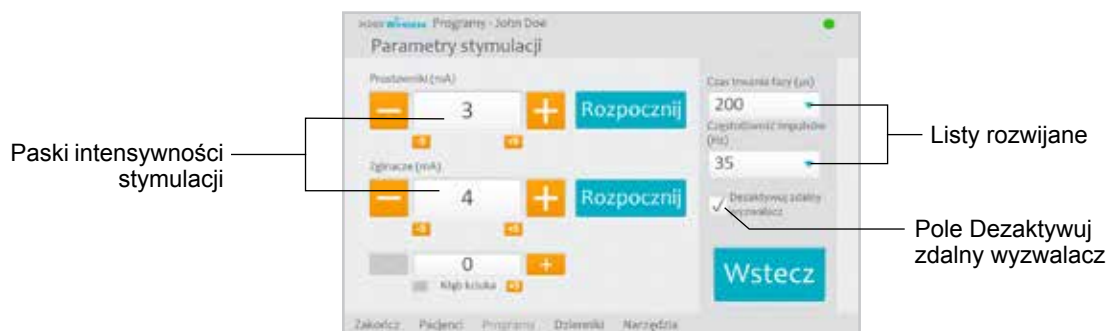 Wireless Programy - John Doe
Parametry stymulacji
Prostowniki (mA)
3
Rozpocznij
Zginacze (mA)
4
Rozpocznij
0
Kłąb kciuka
Czas trwania fazy (µs)
200
Częstotliwość impulsów
(Hz)
35
Dezaktywuj zdalny
wyzwalacz
Wstecz
Zakończ Pacjenci Programy Dzienniki Narzędzia
Paski intensywności
stymulacji
Listy rozwijane
Pole Dezaktywuj
zdalny wyzwalacz